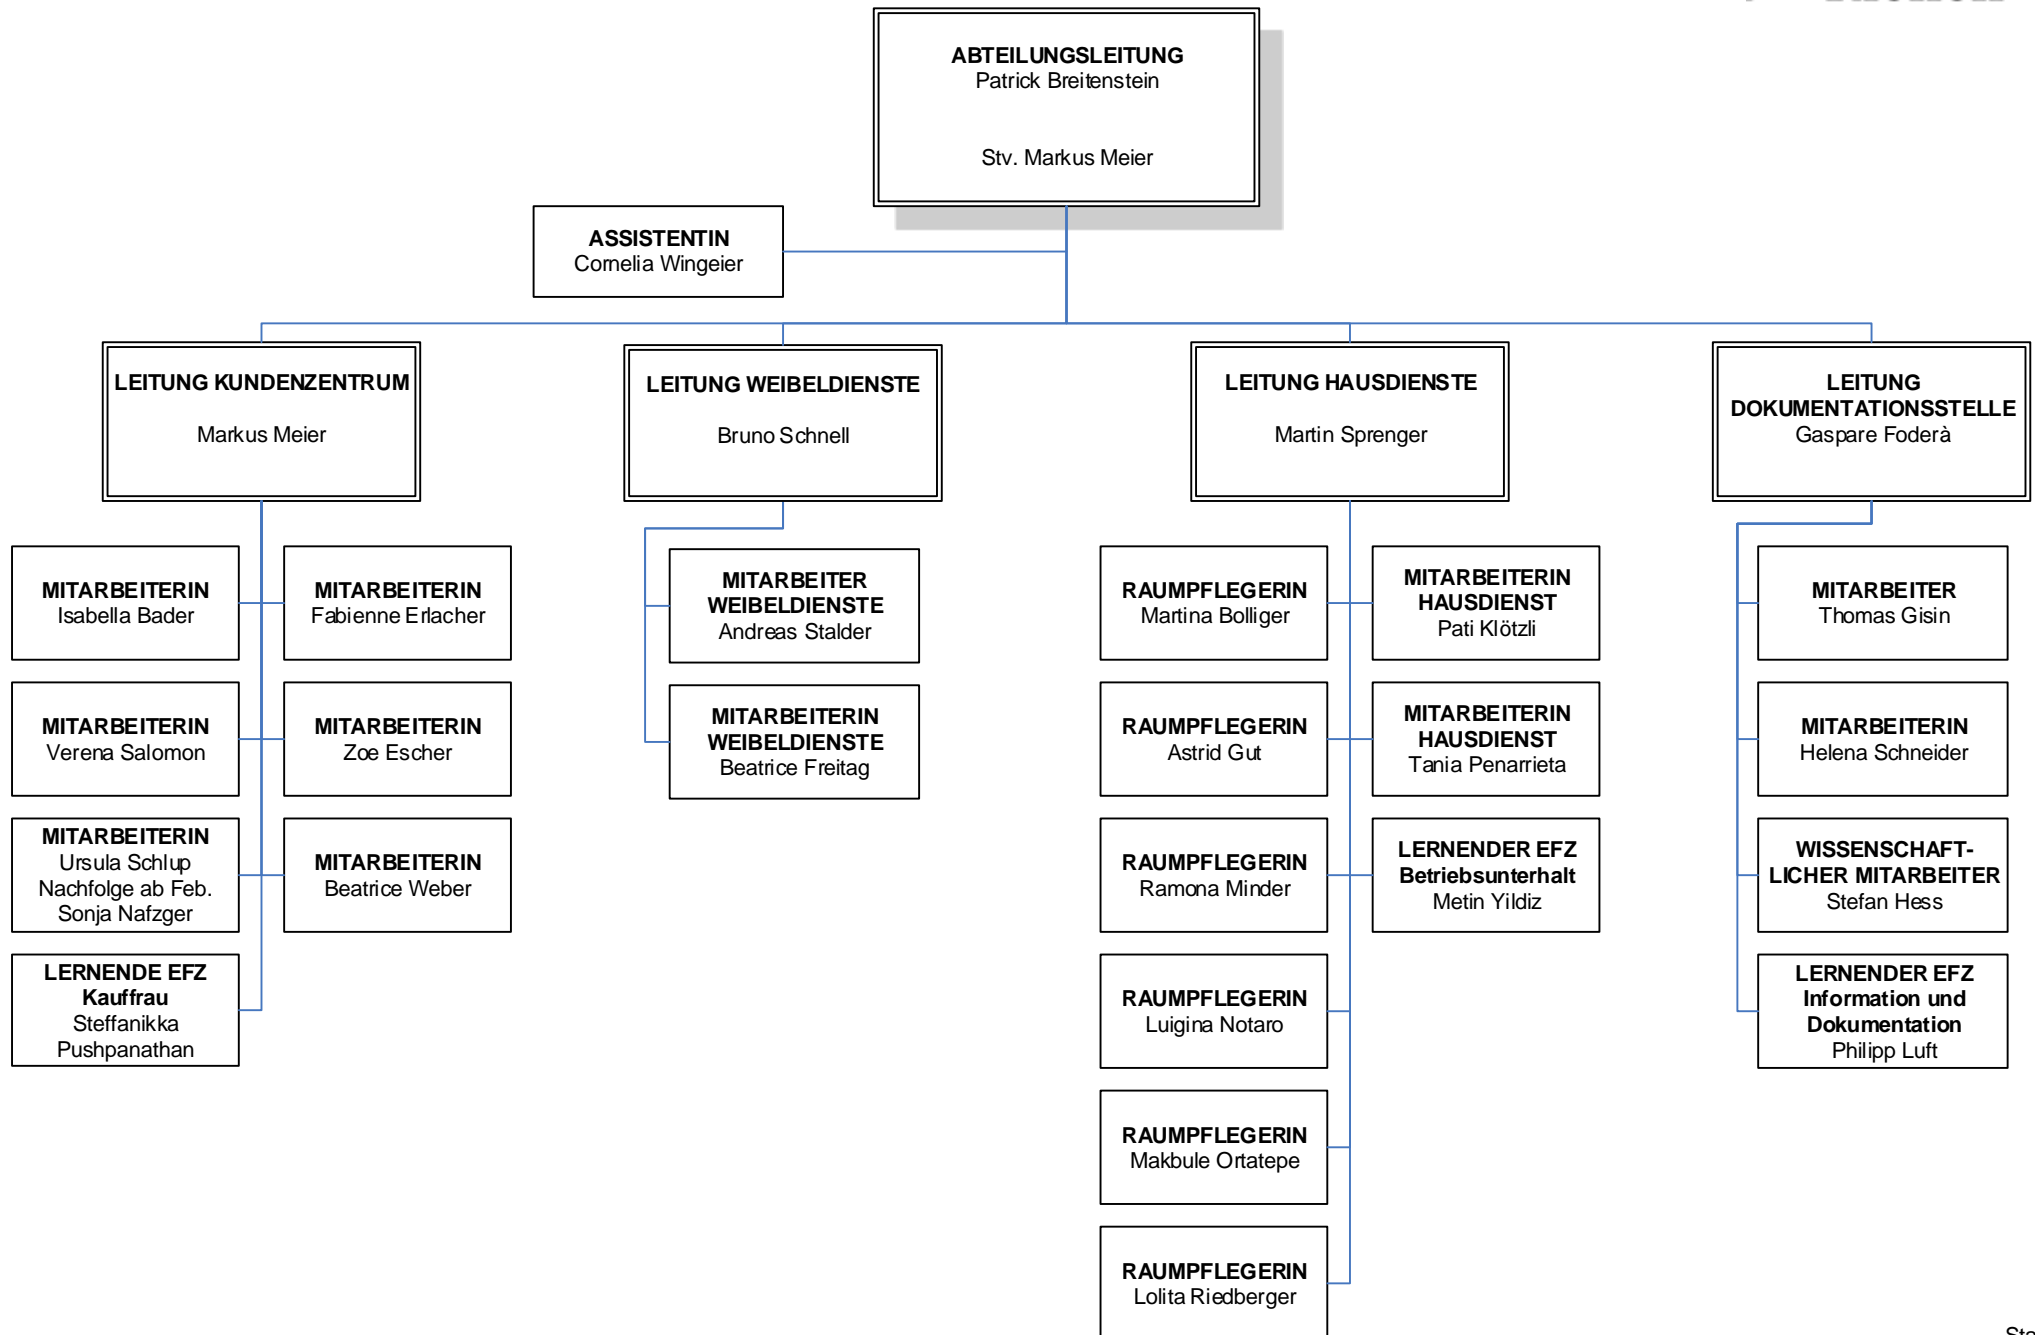 ABTEILUNGSLEITUNG
Patrick Breitenstein
Stv. Markus Meier
ASSISTENTIN
Cornelia Wingeier
LEITUNG KUNDENZENTRUM
Markus Meier
LEITUNG WEIBELDIENSTE
Bruno Schnell
LEITUNG HAUSDIENSTE
Martin Sprenger
LEITUNG
DOKUMENTATIONSSTELLE
Gaspare Foderà
MITARBEITERIN
Isabella Bader
MITARBEITERIN
Fabienne Erlacher
MITARBEITERIN
Verena Salomon
MITARBEITERIN
Zoe Escher
MITARBEITERIN
Ursula Schlup
Nachfolge ab Feb.
Sonja Nafzger
MITARBEITERIN
Beatrice Weber
LERNENDE EFZ
Kauffrau
Steffanikka
Pushpanathan
MITARBEITER
WEIBELDIENSTE
Andreas Stalder
MITARBEITERIN
WEIBELDIENSTE
Beatrice Freitag
RAUMPFLEGERIN
Martina Bolliger
MITARBEITERIN
HAUSDIENST
Pati Klötzli
RAUMPFLEGERIN
Astrid Gut
MITARBEITERIN
HAUSDIENST
Tania Penarrieta
RAUMPFLEGERIN
Ramona Minder
LERNENDER EFZ
Betriebsunterhalt
Metin Yildiz
RAUMPFLEGERIN
Luigina Notaro
RAUMPFLEGERIN
Makbule Ortatepe
RAUMPFLEGERIN
Lolita Riedberger
MITARBEITER
Thomas Gisin
MITARBEITERIN
Helena Schneider
WISSENSCHAFT-
LICHER MITARBEITER
Stefan Hess
LERNENDER EFZ
Information und
Dokumentation
Philipp Luft